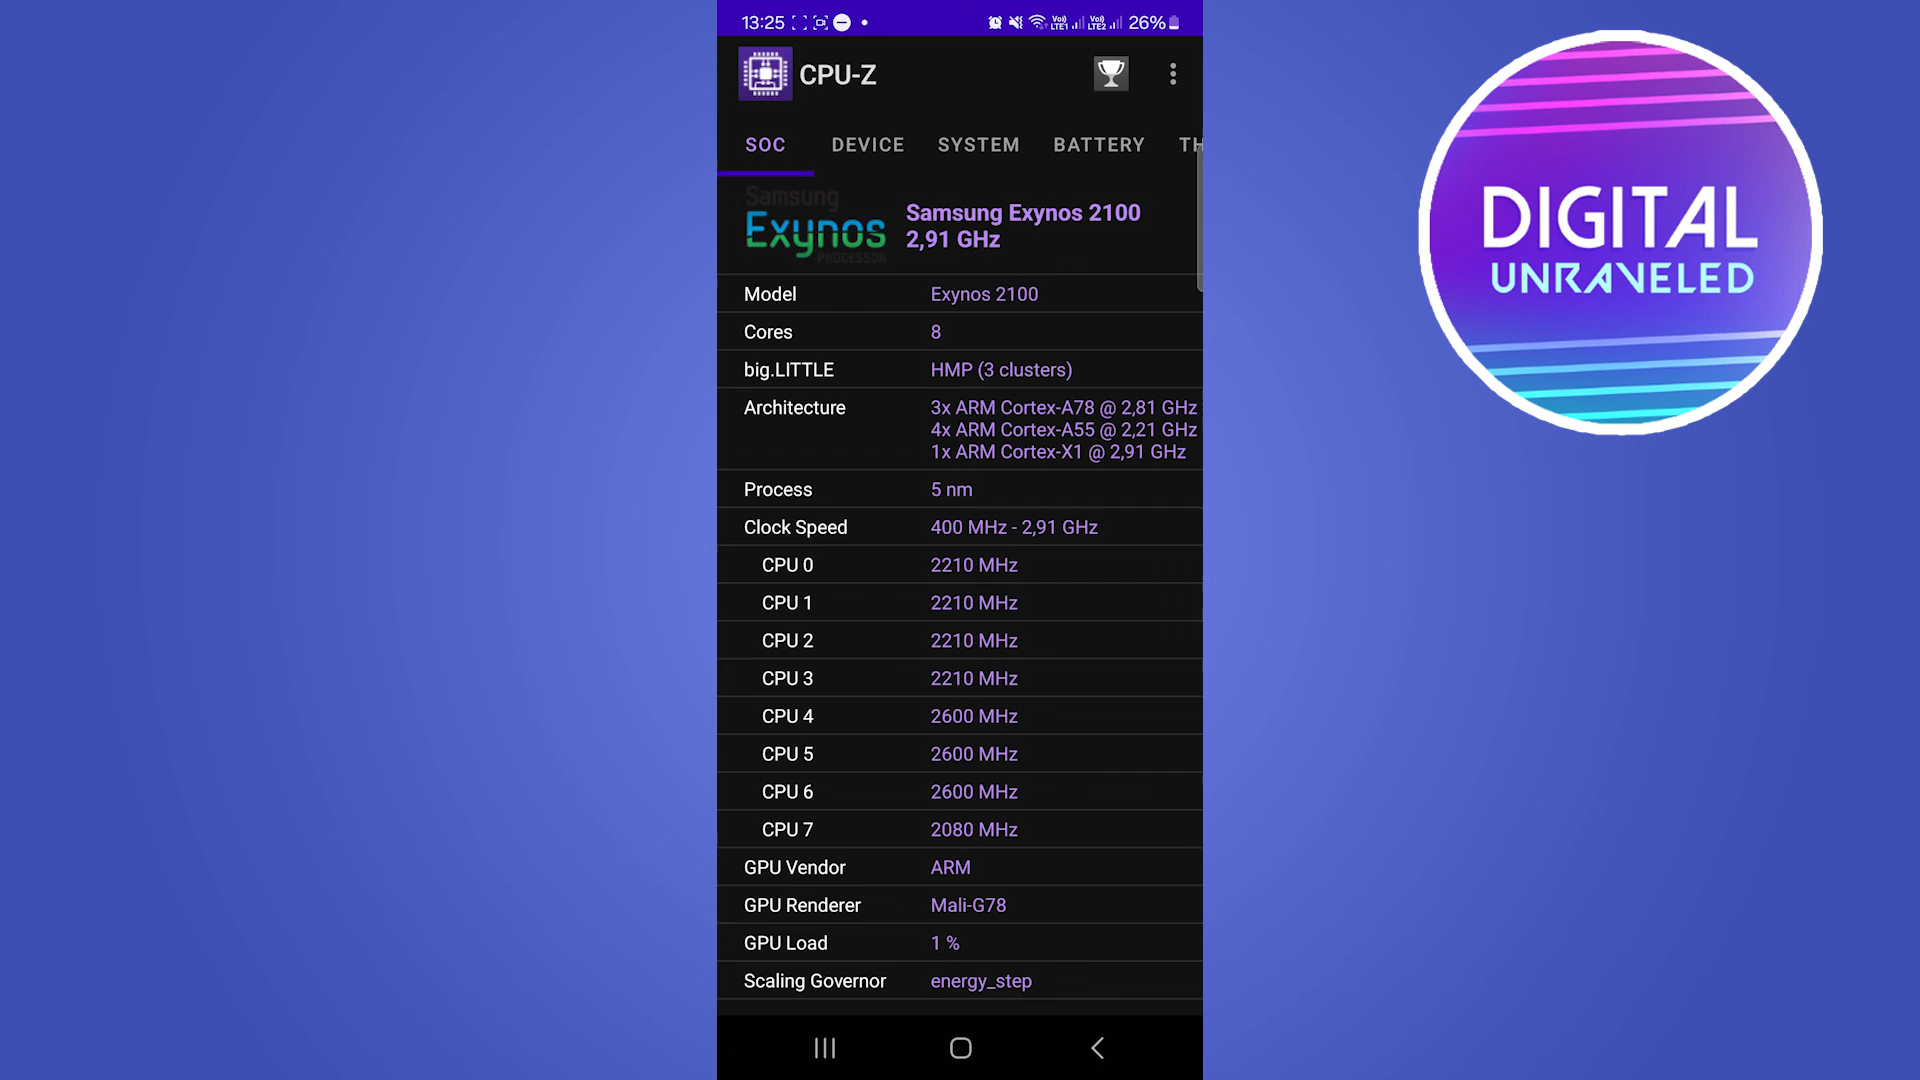 13:25
Vo)) LTE1 Vo)) LTE2 26%
CPU-Z
SOC DEVICE SYSTEM BATTERY TH
Samsung
Exynos
PROCESSOR
Samsung Exynos 2100
2,91 GHz
Model Exynos 2100
Cores 8
big.LITTLE HMP (3 clusters)
Architecture 3x ARM Cortex-A78 @ 2,81 GHz
4x ARM Cortex-A55 @ 2,21 GHz
1x ARM Cortex-X1 @ 2,91 GHz
Process 5 nm
Clock Speed 400 MHz - 2,91 GHz
CPU 0 2210 MHz
CPU 1 2210 MHz
CPU 2 2210 MHz
CPU 3 2210 MHz
CPU 4 2600 MHz
CPU 5 2600 MHz
CPU 6 2600 MHz
CPU 7 2080 MHz
GPU Vendor ARM
GPU Renderer Mali-G78
GPU Load 1 %
Scaling Governor energy_step
DIGITAL
UNRAVELED